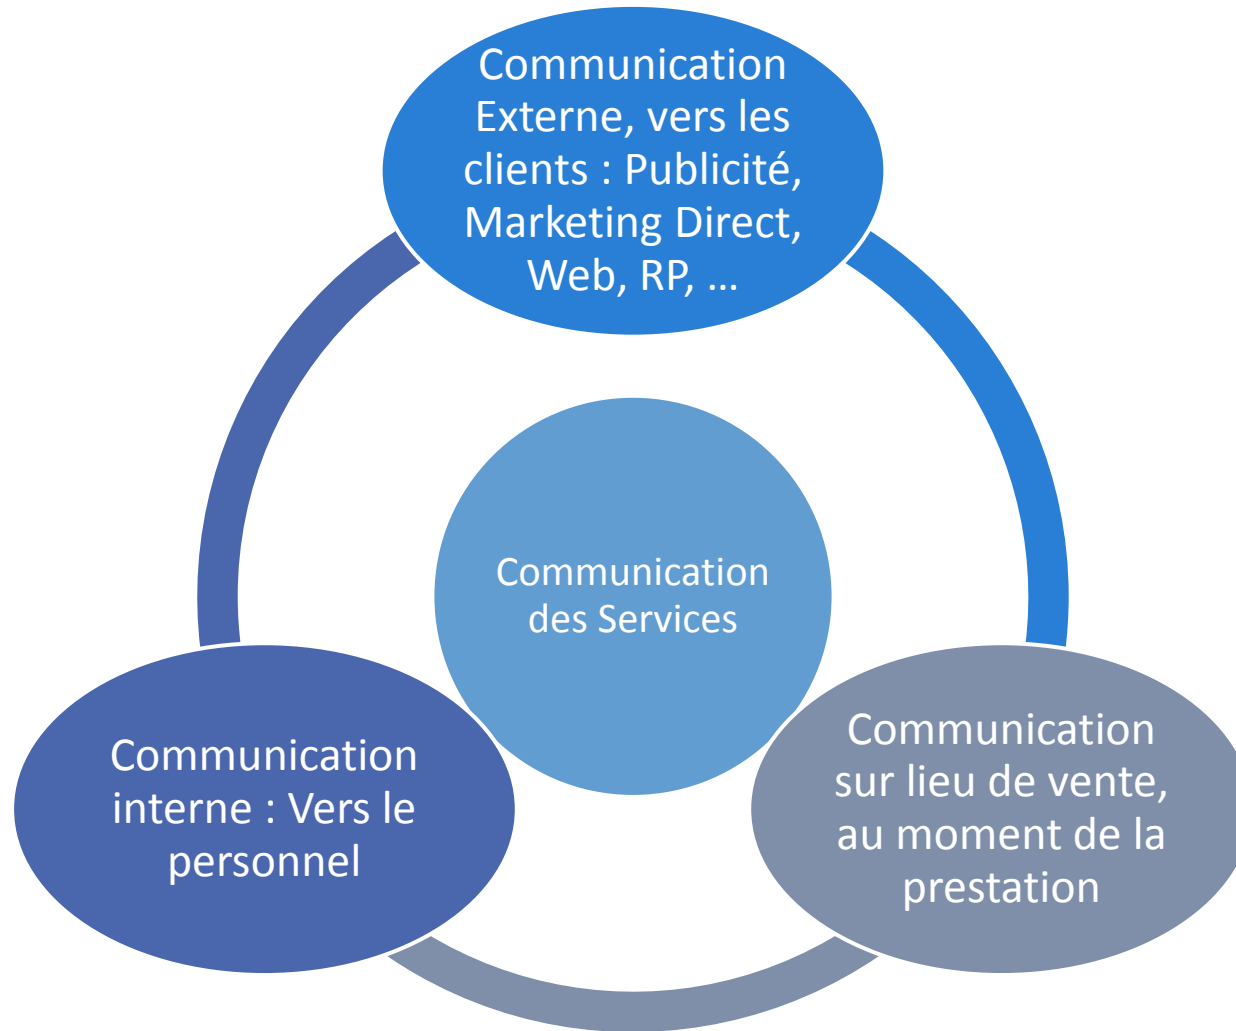 Communication
Externe, vers les
clients : Publicité,
Marketing Direct,
Web, RP, ...
Communication
des Services
Communication
interne : Vers le
personnel
Communication
sur lieu de vente,
au moment de la
prestation